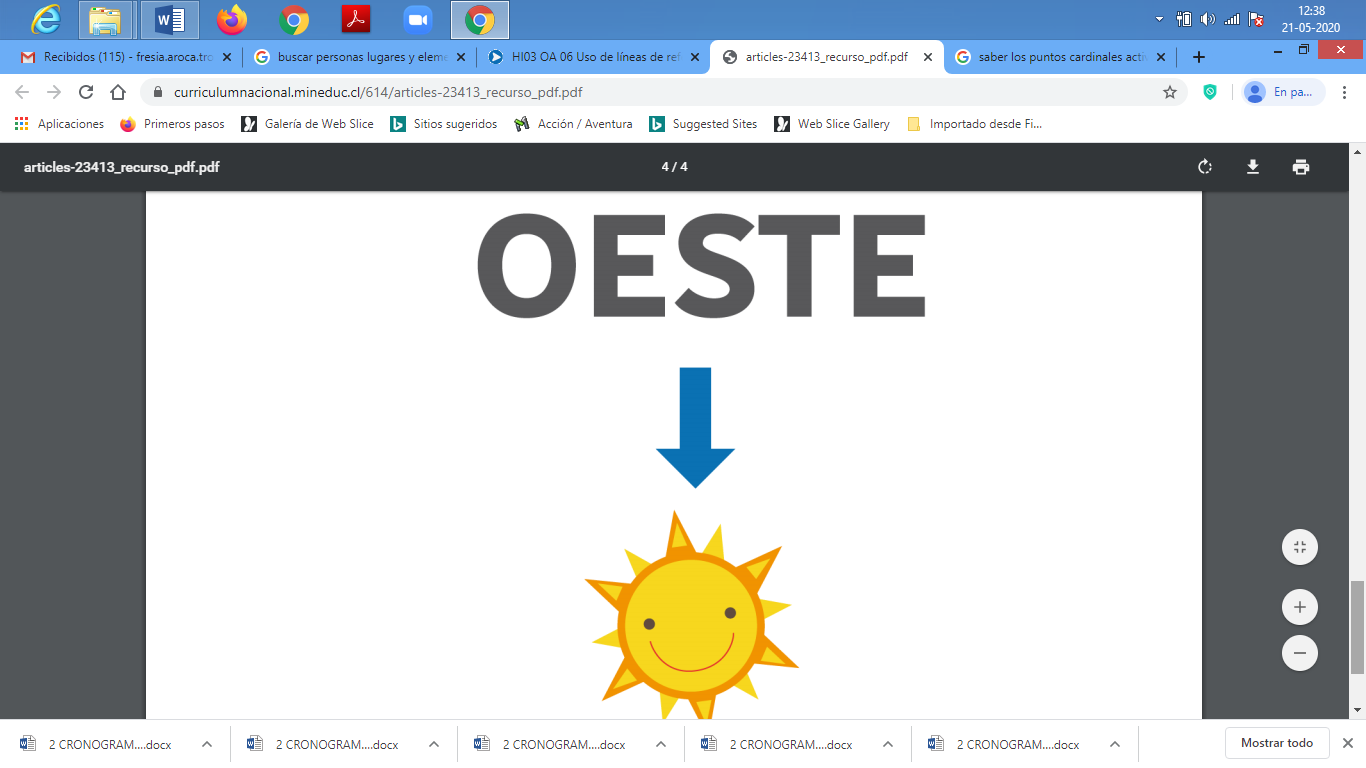 12:38
21-05-2020
Recibidos (115) - fresia.aroca.tro
buscar personas lugares y eleme
HI03 OA 06 Uso de líneas de ref
articles-23413_recurso_pdf.pdf
saber los puntos cardinales activ
curriculumnacional.mineduc.cl/614/articles-23413_recurso_pdf.pdf
En pa...
Aplicaciones
Primeros pasos
Galería de Web Slice
Sitios sugeridos
Acción / Aventura
Suggested Sites
Web Slice Gallery
Importado desde Fi...
articles-23413_recurso_pdf.pdf
4 / 4
OESTE
2 CRONOGRAM....docx
2 CRONOGRAM....docx
2 CRONOGRAM....docx
2 CRONOGRAM....docx
2 CRONOGRAM....docx
Mostrar todo